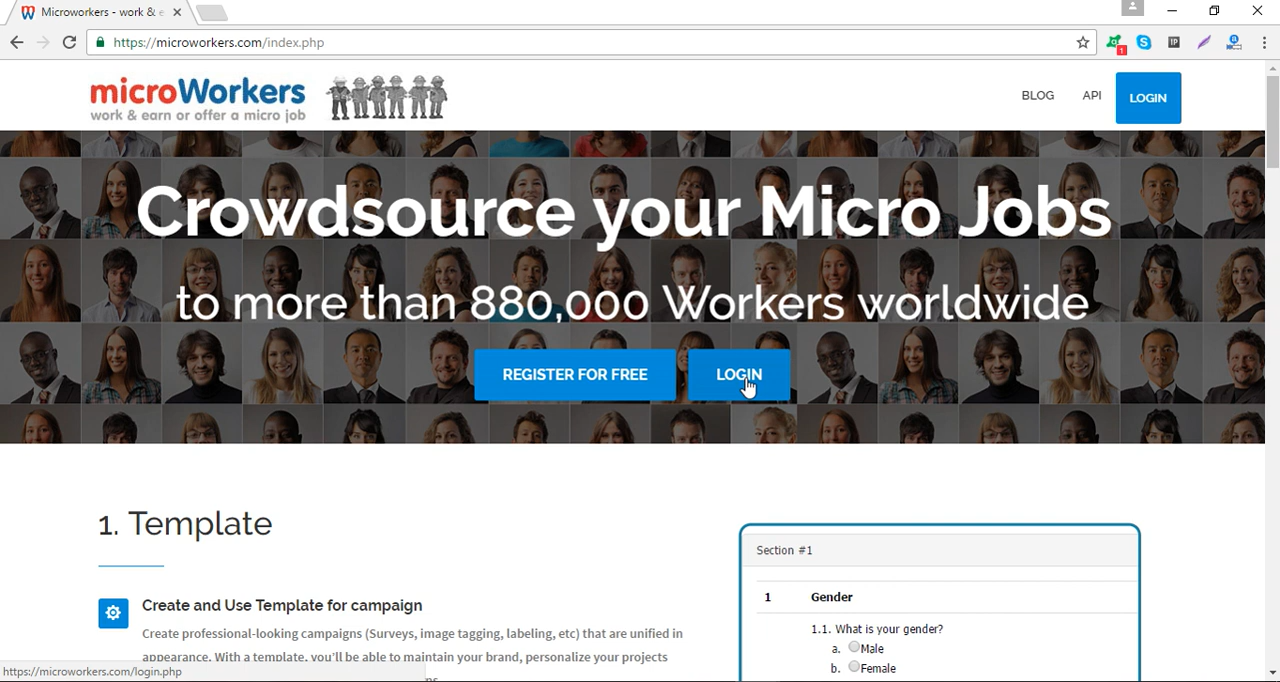 Microworkers - work & e
https://microworkers.com/index.php
1
IP
microWorkers
work & earn or offer a micro job
BLOG
API
LOGIN
Crowdsource your Micro Jobs
to more than 880,000 Workers worldwide
REGISTER FOR FREE
LOGIN
1. Template
Create and Use Template for campaign
Create professional-looking campaigns (Surveys, image tagging, labeling, etc) that are unified in
appearance. With a template, you'll be able to maintain your brand, personalize your projects
Section #1
1 Gender
1.1. What is your gender?
a. Male
b. Female
https://microworkers.com/login.php